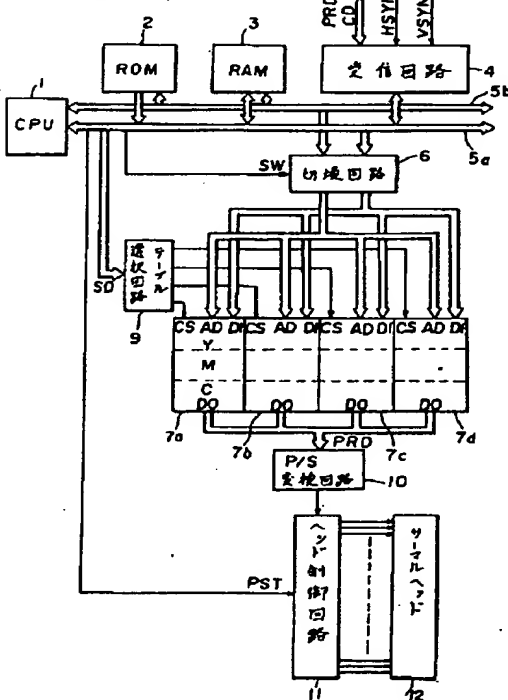 PRD
CD
HSYN
VSYN
2
3
ROM
RAM
受信回路
4
1
CPU
5b
5a
SW
切換回路
6
SD
テーブル
選択回路
9
CS AD DI CS AD DI CS AD DI CS AD DI
Y
M
C
DO DO DO DO
7a 7b 7c 7d
PRD
P/S
変換回路
10
PST
ヘッド制御回路
サーマルヘッド
11
12